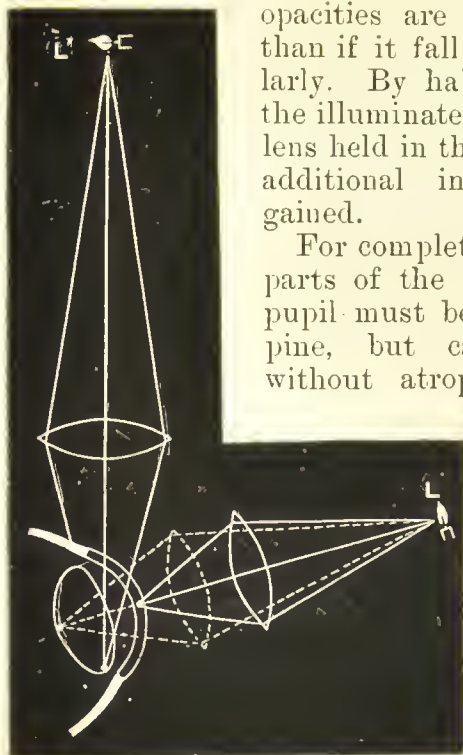 L
opacities are
than if it fall
larly. By ha
the illuminate
lens held in th
additional in
gained.
For complet
parts of the
pupil must be
pine, but ca
without atrop
L